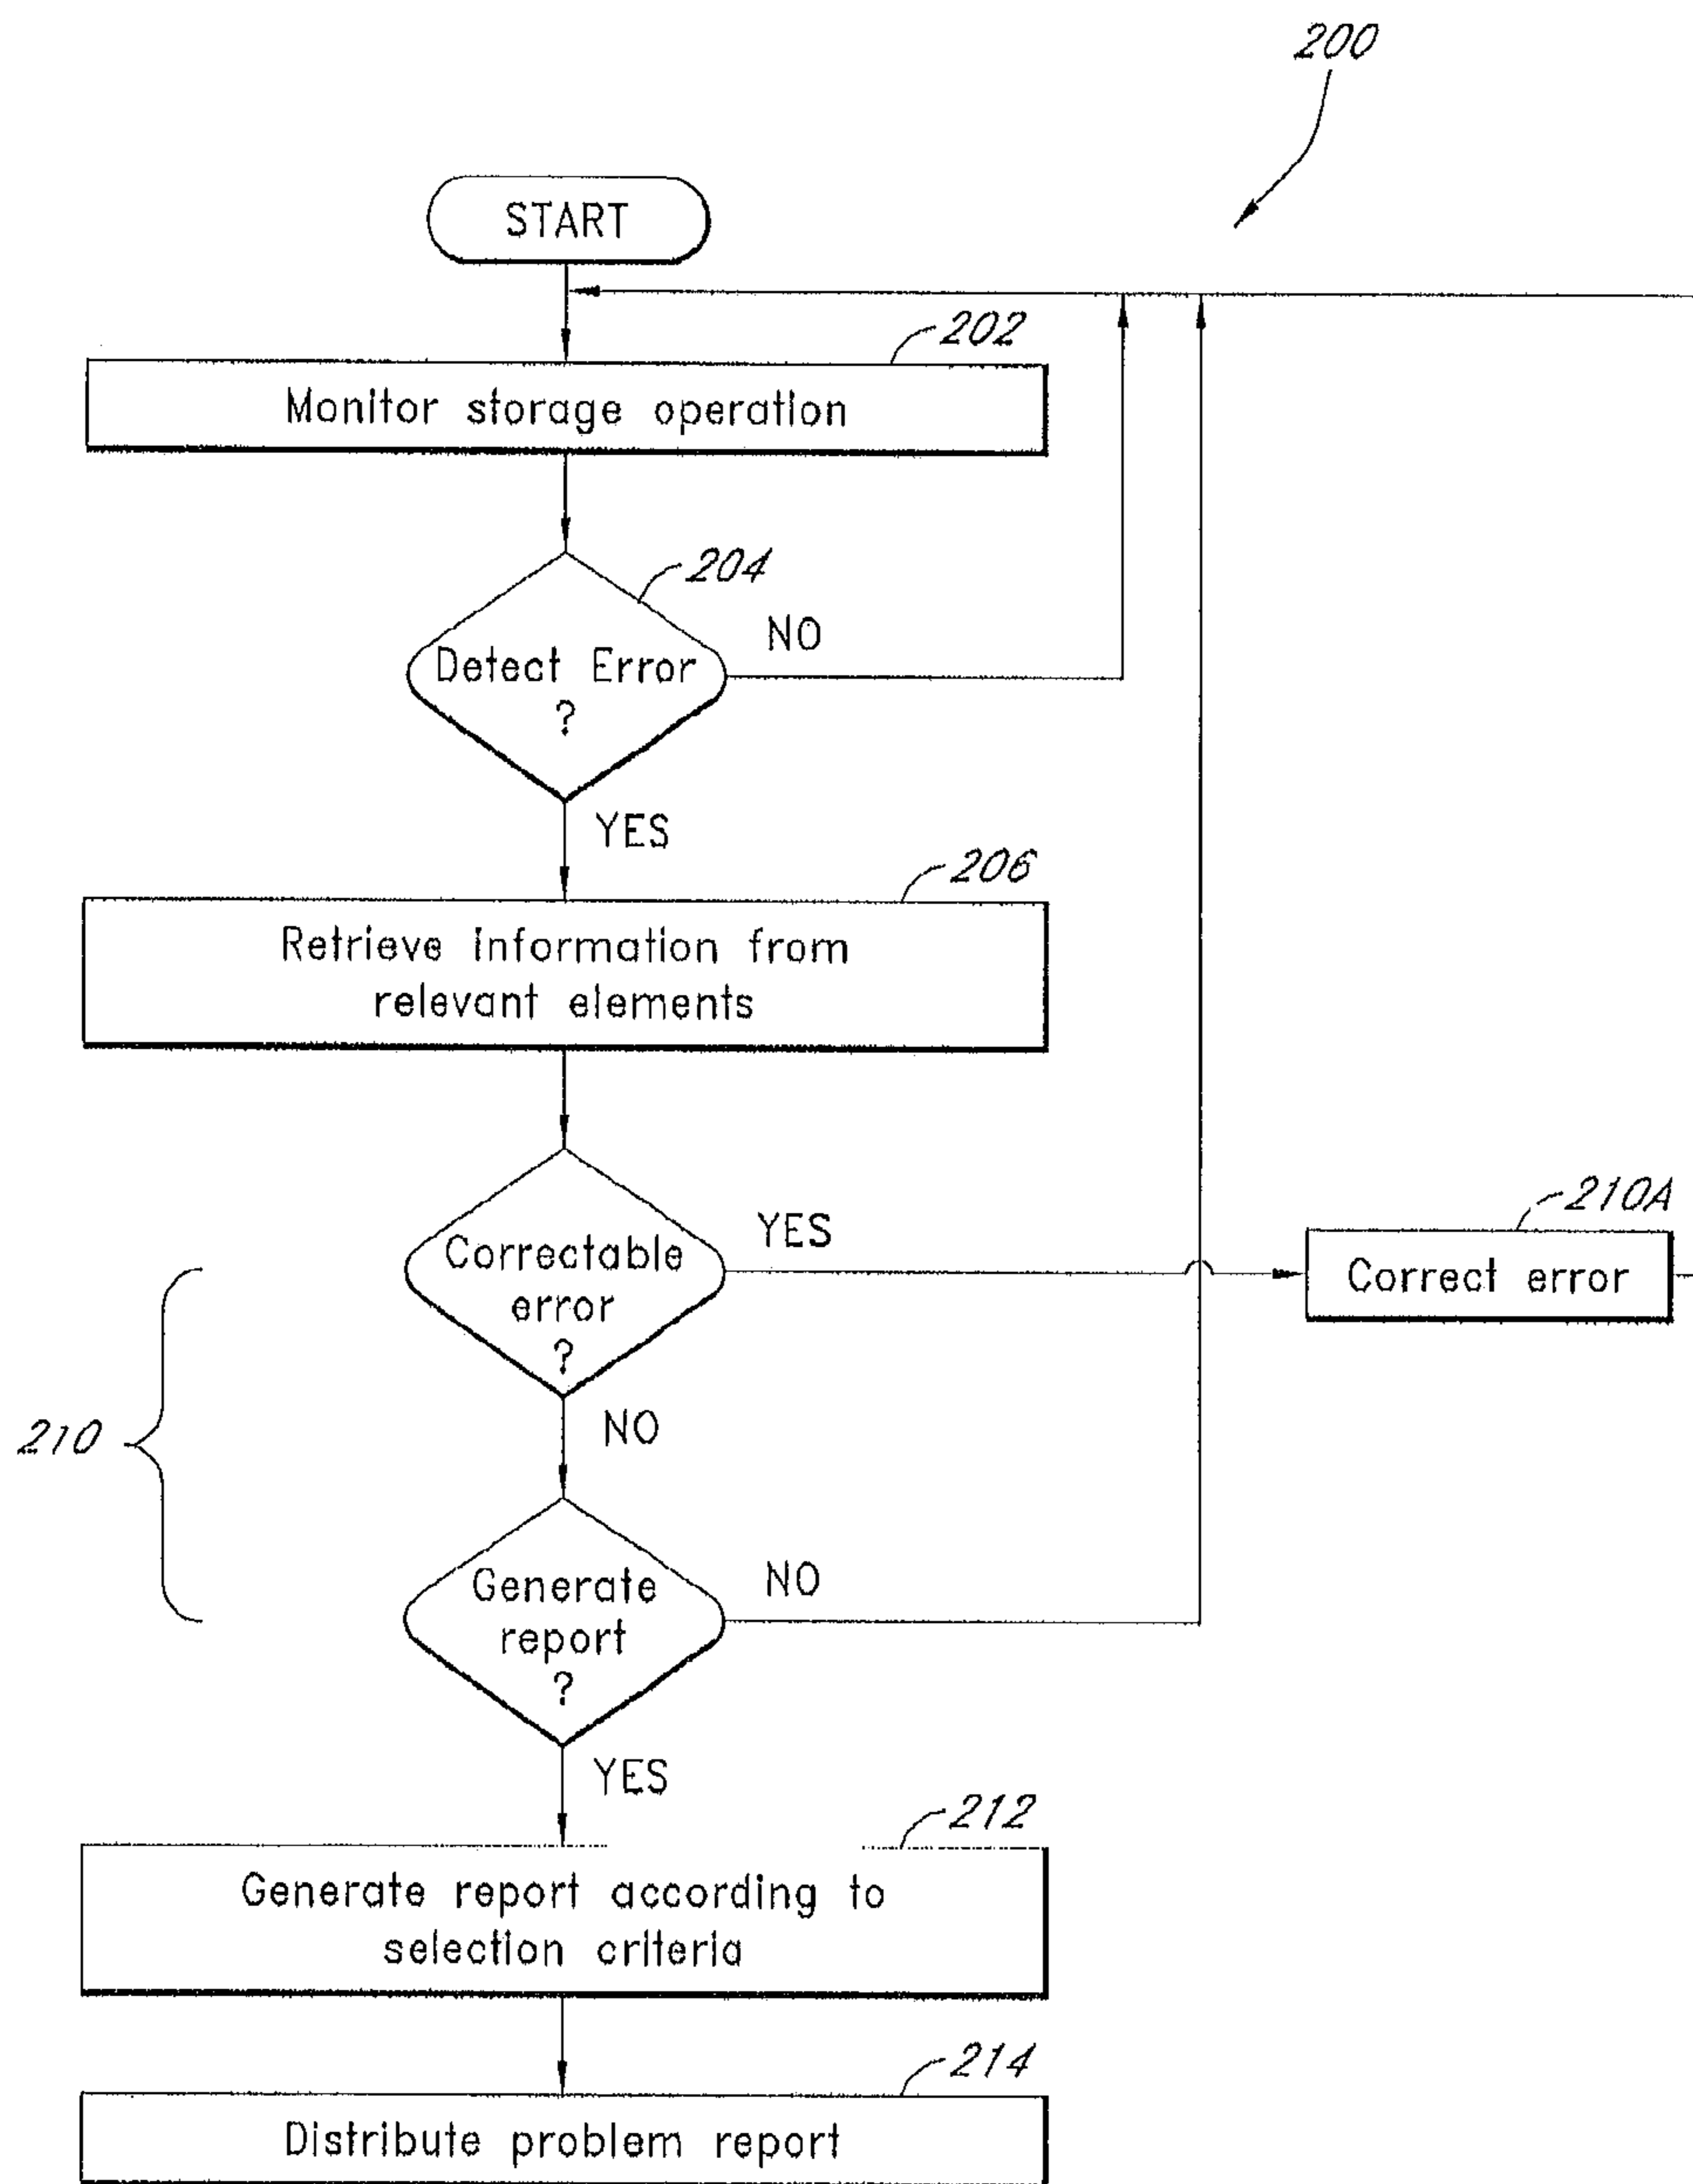 200
START
202
Monitor storage operation
204
Detect Error
?
NO
YES
206
Retrieve Information from
relevant elements
Correctable
error
?
YES
210A
Correct error
210
NO
Generate
report
?
NO
YES
212
Generate report according to
selection criteria
214
Distribute problem report